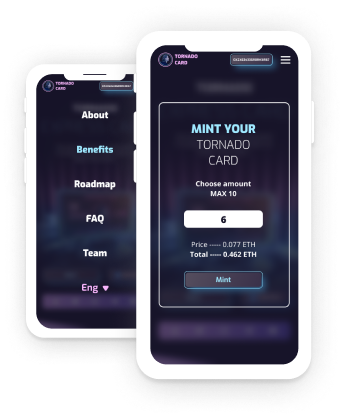 TORNADO
CARD
About
Benefits
Roadmap
FAQ
Team
Eng
TORNADO
CARD
MINT YOUR
TORNADO
CARD
Choose amount
MAX 10
6
Price ----- 0.077 ETH
Total ----- 0.462 ETH
Mint